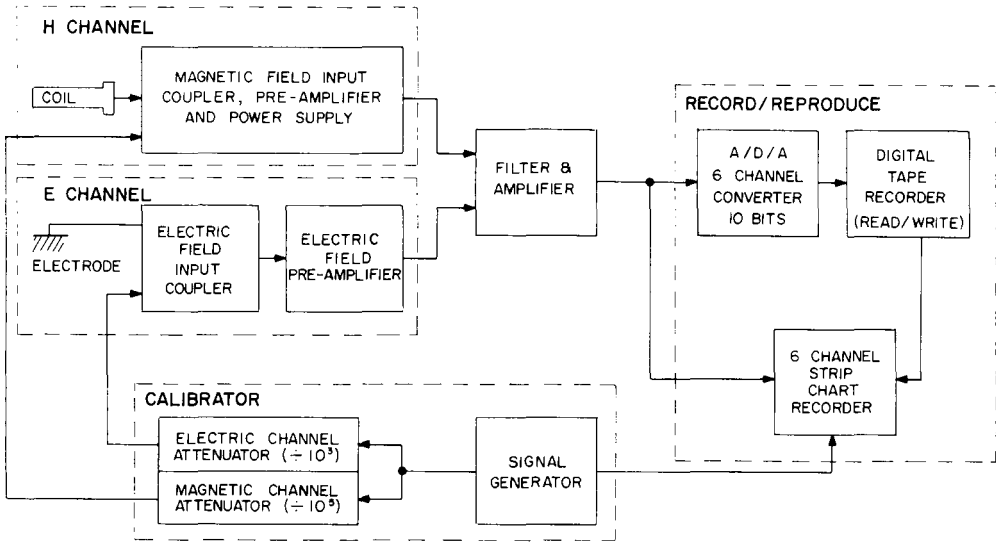 H CHANNEL
COIL
MAGNETIC FIELD INPUT
COUPLER, PRE-AMPLIFIER
AND POWER SUPPLY
E CHANNEL
ELECTRODE
ELECTRIC
FIELD
INPUT
COUPLER
ELECTRIC
FIELD
PRE-AMPLIFIER
FILTER &
AMPLIFIER
RECORD/REPRODUCE
A/D/A
6 CHANNEL
CONVERTER
10 BITS
DIGITAL
TAPE
RECORDER
(READ/WRITE)
6 CHANNEL
STRIP
CHART
RECORDER
CALIBRATOR
ELECTRIC CHANNEL
ATTENUATOR (÷10³)
MAGNETIC CHANNEL
ATTENUATOR (÷10⁵)
SIGNAL
GENERATOR